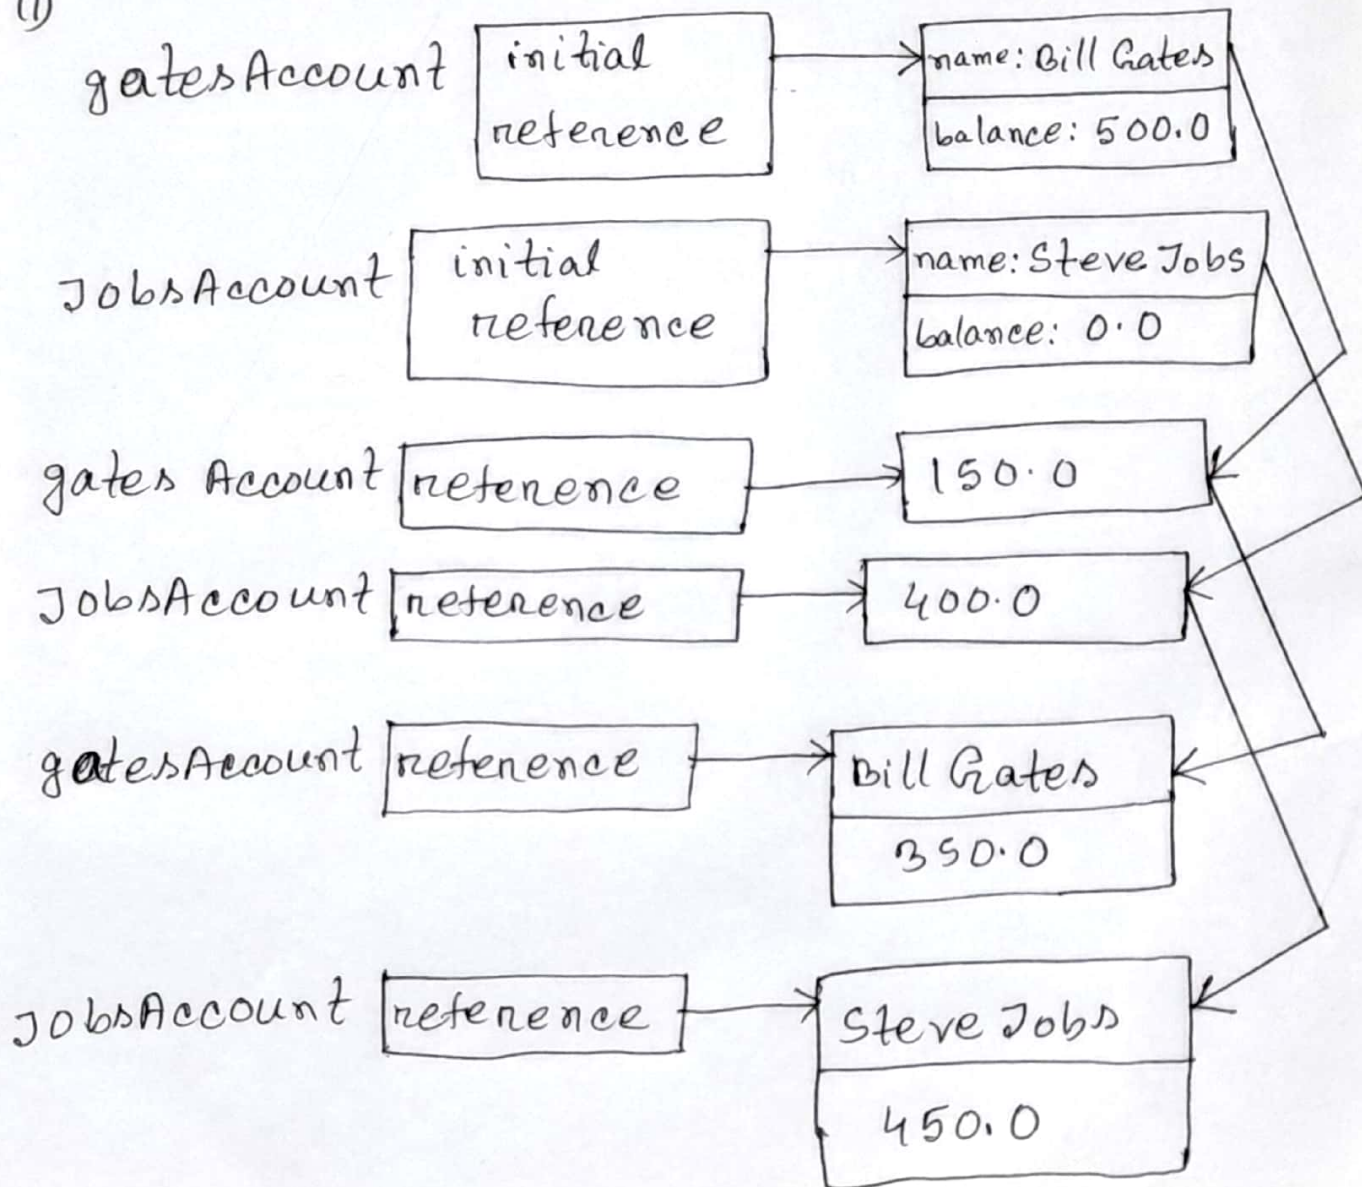 (1)
gatesAccount
initial
reference
name: Bill Gates
balance: 500.0
JobsAccount
initial
reference
name: Steve Jobs
balance: 0.0
gates Account reference 150.0
JobsAccount reference 400.0
gatesAccount reference Bill Gates
350.0
JobsAccount reference Steve Jobs
450.0